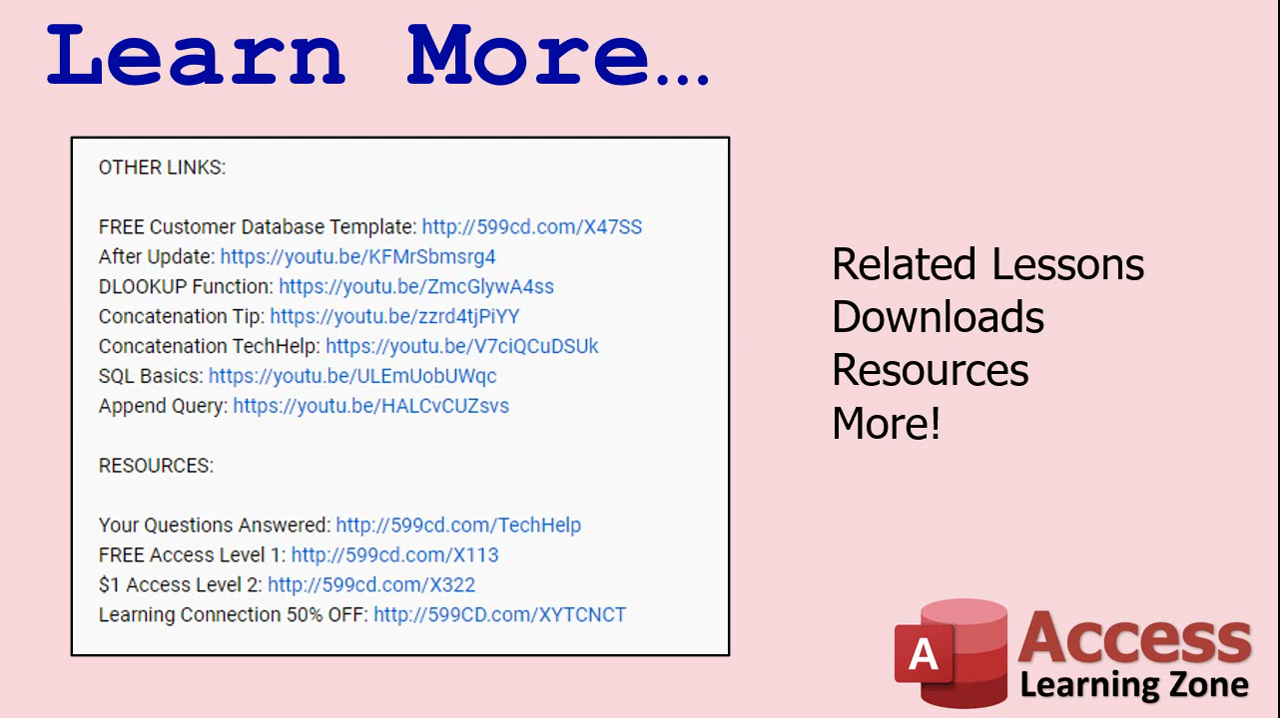 Learn More...
OTHER LINKS:
FREE Customer Database Template: http://599cd.com/X47SS
After Update: https://youtu.be/KFMrSbmsrg4
DLOOKUP Function: https://youtu.be/ZmcGlywA4ss
Concatenation Tip: https://youtu.be/zzrd4tjPiYY
Concatenation TechHelp: https://youtu.be/V7ciQCuDSUk
SQL Basics: https://youtu.be/ULEmUobUWqc
Append Query: https://youtu.be/HALCvCUZsvs
RESOURCES:
Your Questions Answered: http://599cd.com/TechHelp
FREE Access Level 1: http://599cd.com/X113
$1 Access Level 2: http://599cd.com/X322
Learning Connection 50% OFF: http://599CD.com/XYTCNCT
Related Lessons
Downloads
Resources
More!
A
Access
Learning Zone